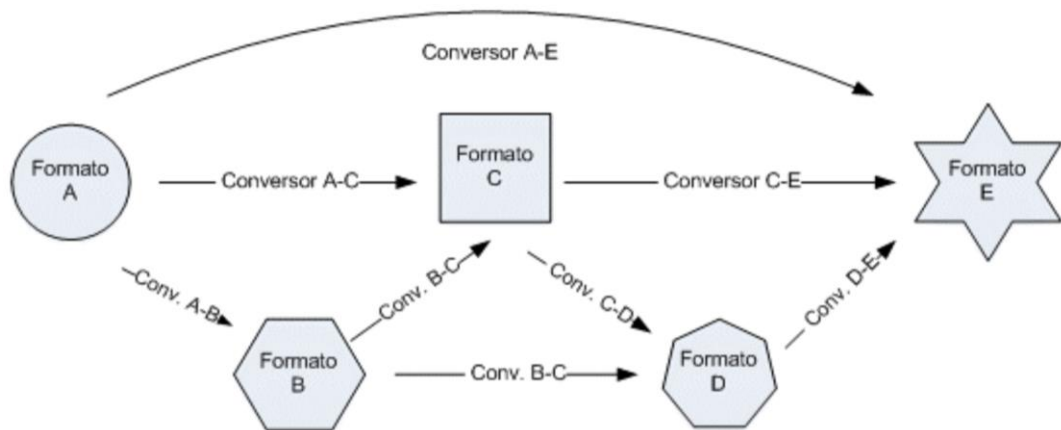 Conversor A-E
Formato
A
Conversor A-C
Formato
C
Conversor C-E
Formato
E
Conv. A-B
Conv. B-C
Conv. C-D
Conv. D-E
Formato
B
Conv. B-C
Formato
D